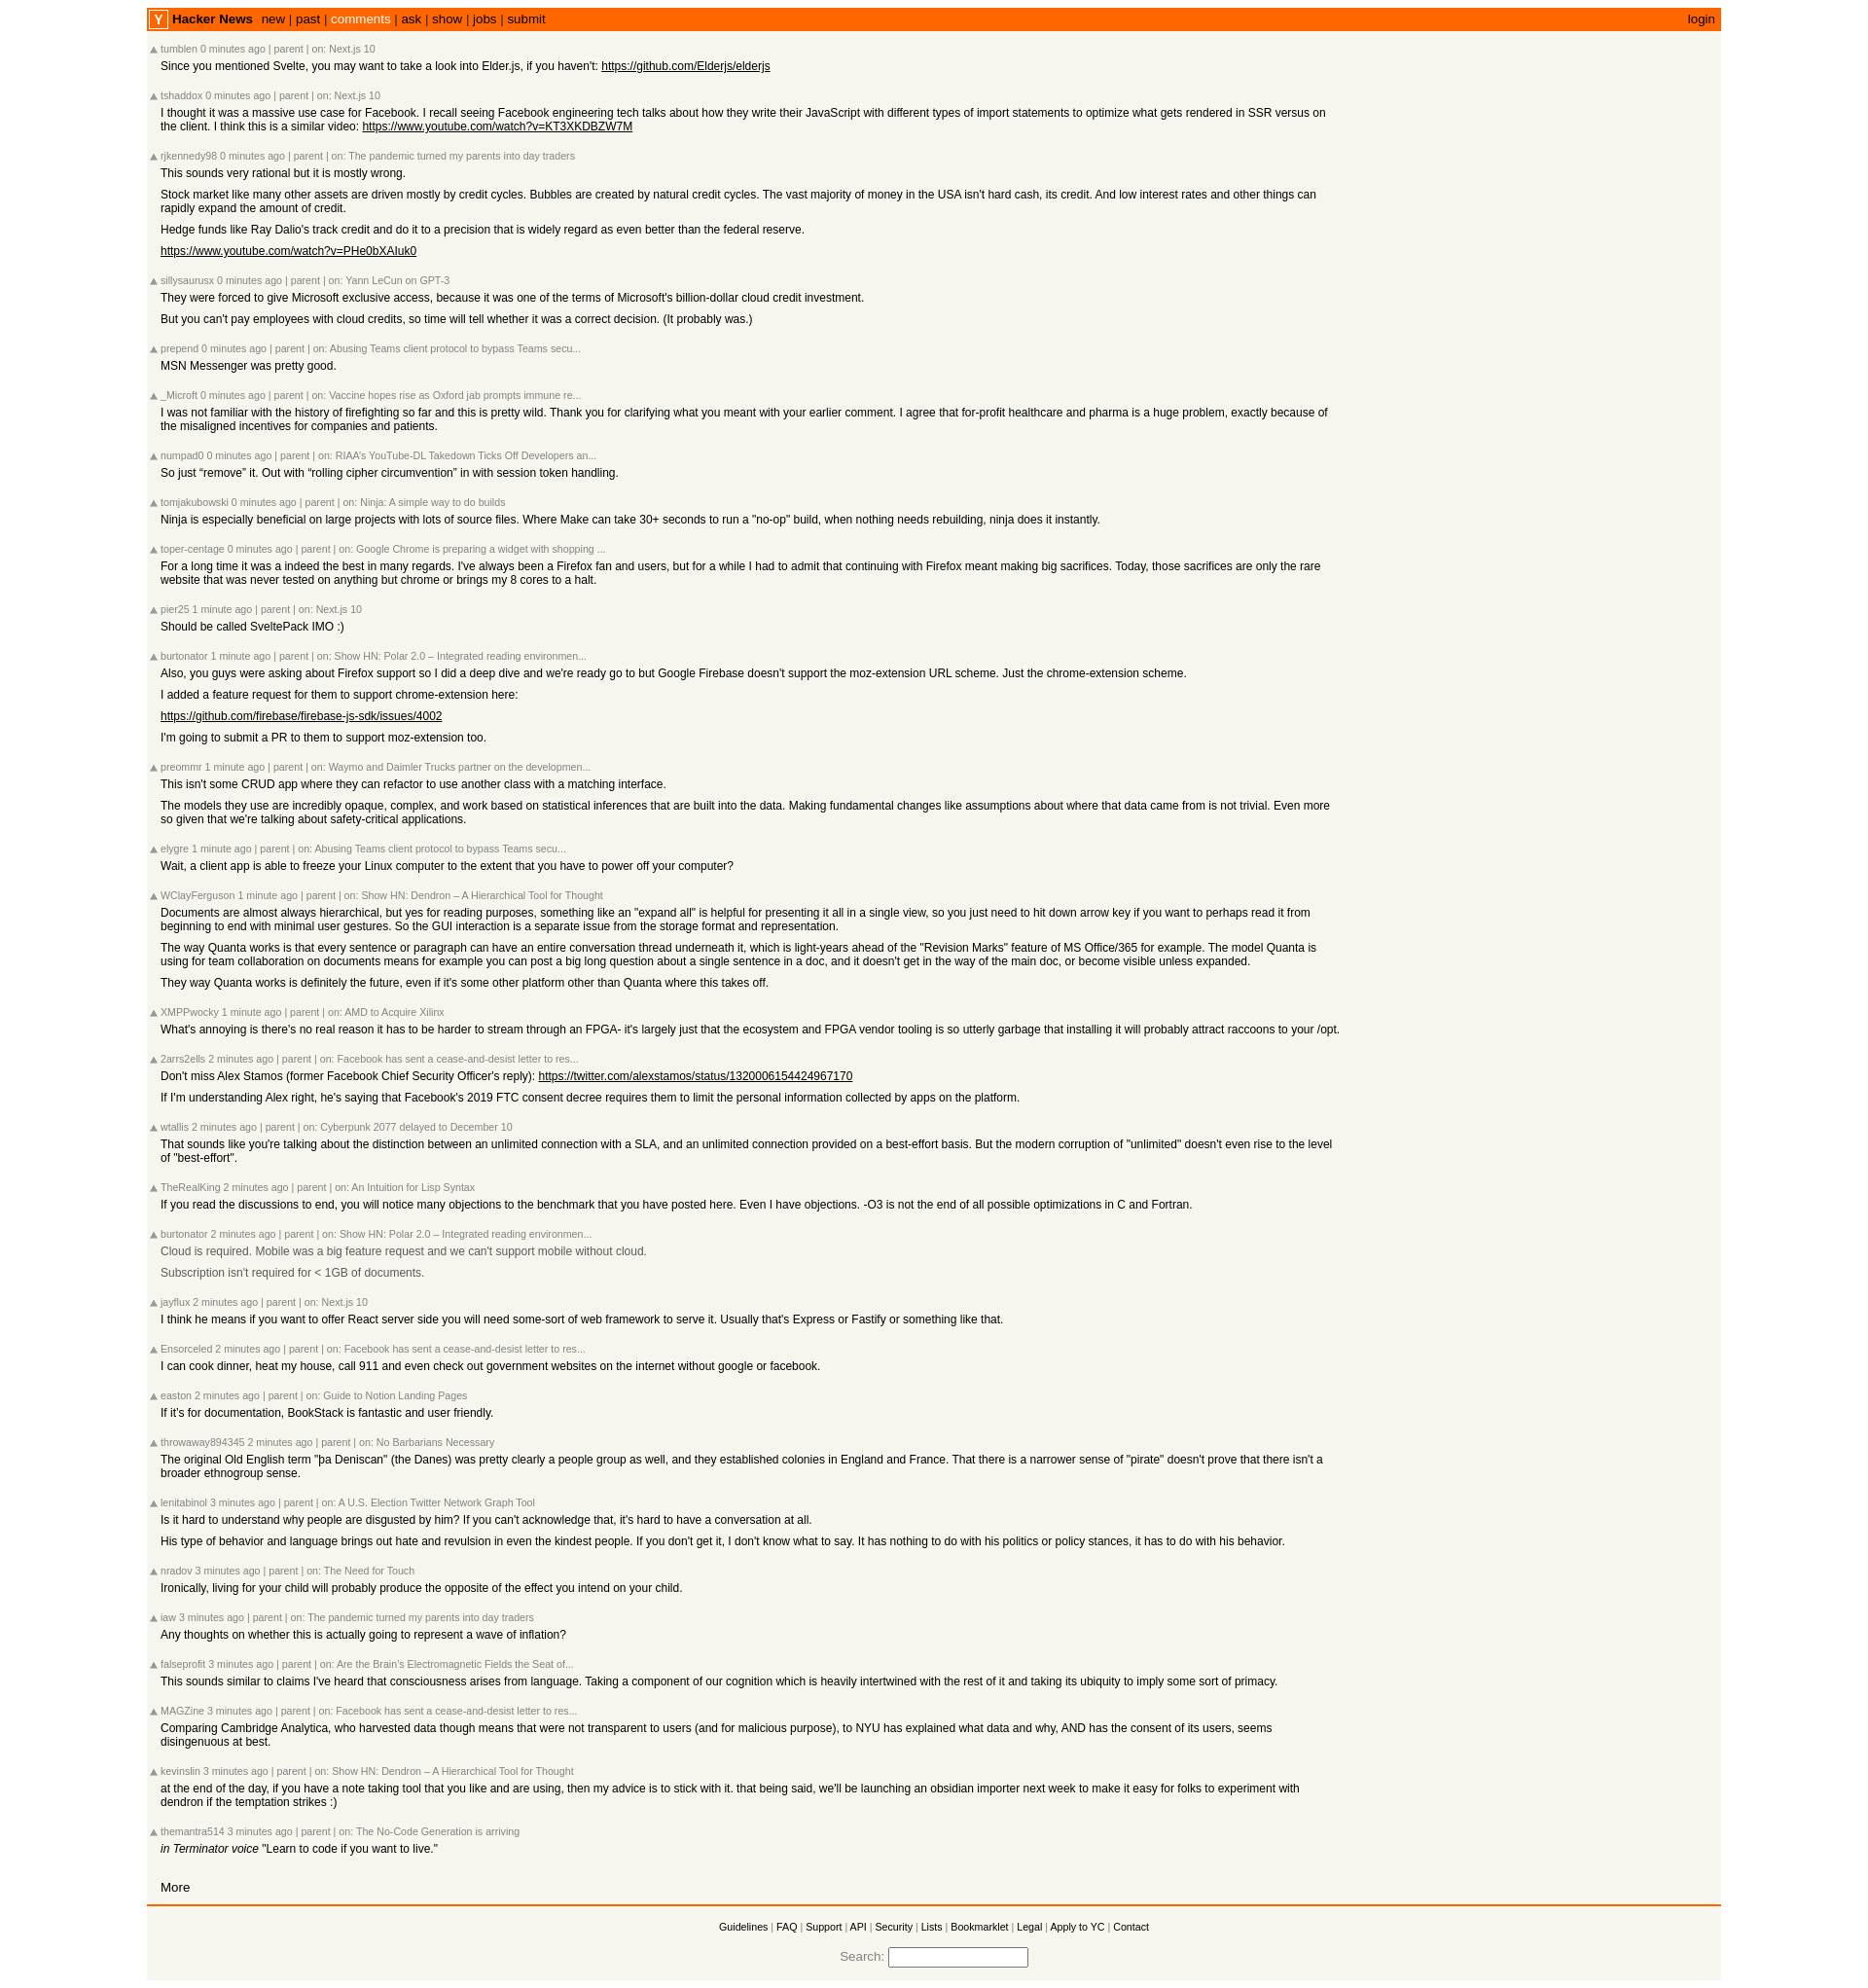 Y Hacker News new | past | comments | ask | show | jobs | submit login
tumblen 0 minutes ago | parent | on: Next.js 10
Since you mentioned Svelte, you may want to take a look into Elder.js, if you haven't: https://github.com/Elderjs/elderjs
tshaddox 0 minutes ago | parent | on: Next.js 10
I thought it was a massive use case for Facebook. I recall seeing Facebook engineering tech talks about how they write their JavaScript with different types of import statements to optimize what gets rendered in SSR versus on
the client. I think this is a similar video: https://www.youtube.com/watch?v=KT3XKDBZW7M
rjkennedy98 0 minutes ago | parent | on: The pandemic turned my parents into day traders
This sounds very rational but it is mostly wrong.
Stock market like many other assets are driven mostly by credit cycles. Bubbles are created by natural credit cycles. The vast majority of money in the USA isn't hard cash, its credit. And low interest rates and other things can
rapidly expand the amount of credit.
Hedge funds like Ray Dalio's track credit and do it to a precision that is widely regard as even better than the federal reserve.
https://www.youtube.com/watch?v=PHe0bXAIuk0
sillysaurusx 0 minutes ago | parent | on: Yann LeCun on GPT-3
They were forced to give Microsoft exclusive access, because it was one of the terms of Microsoft's billion-dollar cloud credit investment.
But you can't pay employees with cloud credits, so time will tell whether it was a correct decision. (It probably was.)
prepend 0 minutes ago | parent | on: Abusing Teams client protocol to bypass Teams secu...
MSN Messenger was pretty good.
_Microft 0 minutes ago | parent | on: Vaccine hopes rise as Oxford jab prompts immune re...
I was not familiar with the history of firefighting so far and this is pretty wild. Thank you for clarifying what you meant with your earlier comment. I agree that for-profit healthcare and pharma is a huge problem, exactly because of
the misaligned incentives for companies and patients.
numpad0 0 minutes ago | parent | on: RIAA's YouTube-DL Takedown Ticks Off Developers an...
So just “remove” it. Out with “rolling cipher circumvention” in with session token handling.
tomjakubowski 0 minutes ago | parent | on: Ninja: A simple way to do builds
Ninja is especially beneficial on large projects with lots of source files. Where Make can take 30+ seconds to run a "no-op" build, when nothing needs rebuilding, ninja does it instantly.
toper-centage 0 minutes ago | parent | on: Google Chrome is preparing a widget with shopping ...
For a long time it was a indeed the best in many regards. I've always been a Firefox fan and users, but for a while I had to admit that continuing with Firefox meant making big sacrifices. Today, those sacrifices are only the rare
website that was never tested on anything but chrome or brings my 8 cores to a halt.
pier25 1 minute ago | parent | on: Next.js 10
Should be called SveltePack IMO :)
burtonator 1 minute ago | parent | on: Show HN: Polar 2.0 – Integrated reading environmen...
Also, you guys were asking about Firefox support so I did a deep dive and we're ready go to but Google Firebase doesn't support the moz-extension URL scheme. Just the chrome-extension scheme.
I added a feature request for them to support chrome-extension here:
https://github.com/firebase/firebase-js-sdk/issues/4002
I'm going to submit a PR to them to support moz-extension too.
preommr 1 minute ago | parent | on: Waymo and Daimler Trucks partner on the developmen...
This isn't some CRUD app where they can refactor to use another class with a matching interface.
The models they use are incredibly opaque, complex, and work based on statistical inferences that are built into the data. Making fundamental changes like assumptions about where that data came from is not trivial. Even more
so given that we're talking about safety-critical applications.
elygre 1 minute ago | parent | on: Abusing Teams client protocol to bypass Teams secu...
Wait, a client app is able to freeze your Linux computer to the extent that you have to power off your computer?
WClayFerguson 1 minute ago | parent | on: Show HN: Dendron – A Hierarchical Tool for Thought
Documents are almost always hierarchical, but yes for reading purposes, something like an "expand all" is helpful for presenting it all in a single view, so you just need to hit down arrow key if you want to perhaps read it from
beginning to end with minimal user gestures. So the GUI interaction is a separate issue from the storage format and representation.
The way Quanta works is that every sentence or paragraph can have an entire conversation thread underneath it, which is light-years ahead of the "Revision Marks" feature of MS Office/365 for example. The model Quanta is
using for team collaboration on documents means for example you can post a big long question about a single sentence in a doc, and it doesn't get in the way of the main doc, or become visible unless expanded.
They way Quanta works is definitely the future, even if it's some other platform other than Quanta where this takes off.
XMPPwocky 1 minute ago | parent | on: AMD to Acquire Xilinx
What's annoying is there's no real reason it has to be harder to stream through an FPGA- it's largely just that the ecosystem and FPGA vendor tooling is so utterly garbage that installing it will probably attract raccoons to your /opt.
2arrs2ells 2 minutes ago | parent | on: Facebook has sent a cease-and-desist letter to res...
Don't miss Alex Stamos (former Facebook Chief Security Officer's reply): https://twitter.com/alexstamos/status/1320006154424967170
If I'm understanding Alex right, he's saying that Facebook's 2019 FTC consent decree requires them to limit the personal information collected by apps on the platform.
wtallis 2 minutes ago | parent | on: Cyberpunk 2077 delayed to December 10
That sounds like you're talking about the distinction between an unlimited connection with a SLA, and an unlimited connection provided on a best-effort basis. But the modern corruption of "unlimited" doesn't even rise to the level
of "best-effort".
TheRealKing 2 minutes ago | parent | on: An Intuition for Lisp Syntax
If you read the discussions to end, you will notice many objections to the benchmark that you have posted here. Even I have objections. -O3 is not the end of all possible optimizations in C and Fortran.
burtonator 2 minutes ago | parent | on: Show HN: Polar 2.0 – Integrated reading environmen...
Cloud is required. Mobile was a big feature request and we can't support mobile without cloud.
Subscription isn't required for < 1GB of documents.
jayflux 2 minutes ago | parent | on: Next.js 10
I think he means if you want to offer React server side you will need some-sort of web framework to serve it. Usually that's Express or Fastify or something like that.
Ensorceled 2 minutes ago | parent | on: Facebook has sent a cease-and-desist letter to res...
I can cook dinner, heat my house, call 911 and even check out government websites on the internet without google or facebook.
easton 2 minutes ago | parent | on: Guide to Notion Landing Pages
If it’s for documentation, BookStack is fantastic and user friendly.
throwaway894345 2 minutes ago | parent | on: No Barbarians Necessary
The original Old English term "þa Deniscan" (the Danes) was pretty clearly a people group as well, and they established colonies in England and France. That there is a narrower sense of "pirate" doesn't prove that there isn't a
broader ethnogroup sense.
lenitabinol 3 minutes ago | parent | on: A U.S. Election Twitter Network Graph Tool
Is it hard to understand why people are disgusted by him? If you can't acknowledge that, it's hard to have a conversation at all.
His type of behavior and language brings out hate and revulsion in even the kindest people. If you don't get it, I don't know what to say. It has nothing to do with his politics or policy stances, it has to do with his behavior.
nradov 3 minutes ago | parent | on: The Need for Touch
Ironically, living for your child will probably produce the opposite of the effect you intend on your child.
iaw 3 minutes ago | parent | on: The pandemic turned my parents into day traders
Any thoughts on whether this is actually going to represent a wave of inflation?
falseprofit 3 minutes ago | parent | on: Are the Brain’s Electromagnetic Fields the Seat of...
This sounds similar to claims I've heard that consciousness arises from language. Taking a component of our cognition which is heavily intertwined with the rest of it and taking its ubiquity to imply some sort of primacy.
MAGZine 3 minutes ago | parent | on: Facebook has sent a cease-and-desist letter to res...
Comparing Cambridge Analytica, who harvested data though means that were not transparent to users (and for malicious purpose), to NYU has explained what data and why, AND has the consent of its users, seems
disingenuous at best.
kevinslin 3 minutes ago | parent | on: Show HN: Dendron – A Hierarchical Tool for Thought
at the end of the day, if you have a note taking tool that you like and are using, then my advice is to stick with it. that being said, we'll be launching an obsidian importer next week to make it easy for folks to experiment with
dendron if the temptation strikes :)
themantra514 3 minutes ago | parent | on: The No-Code Generation is arriving
in Terminator voice "Learn to code if you want to live."
More
Guidelines | FAQ | Support | API | Security | Lists | Bookmarklet | Legal | Apply to YC | Contact
Search: